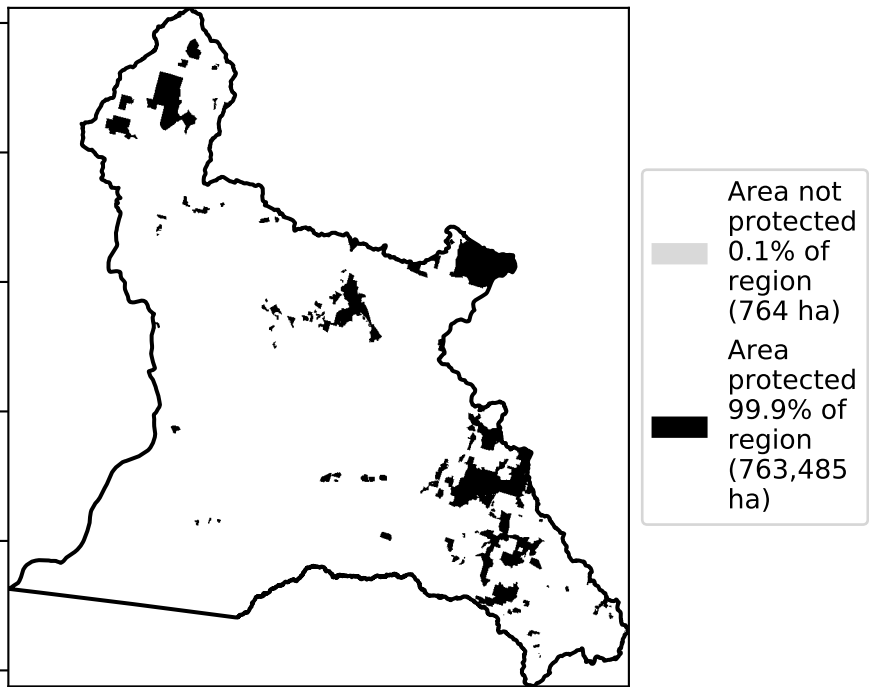 Area not
protected
0.1% of
region
(764 ha)
Area
protected
99.9% of
region
(763,485
ha)